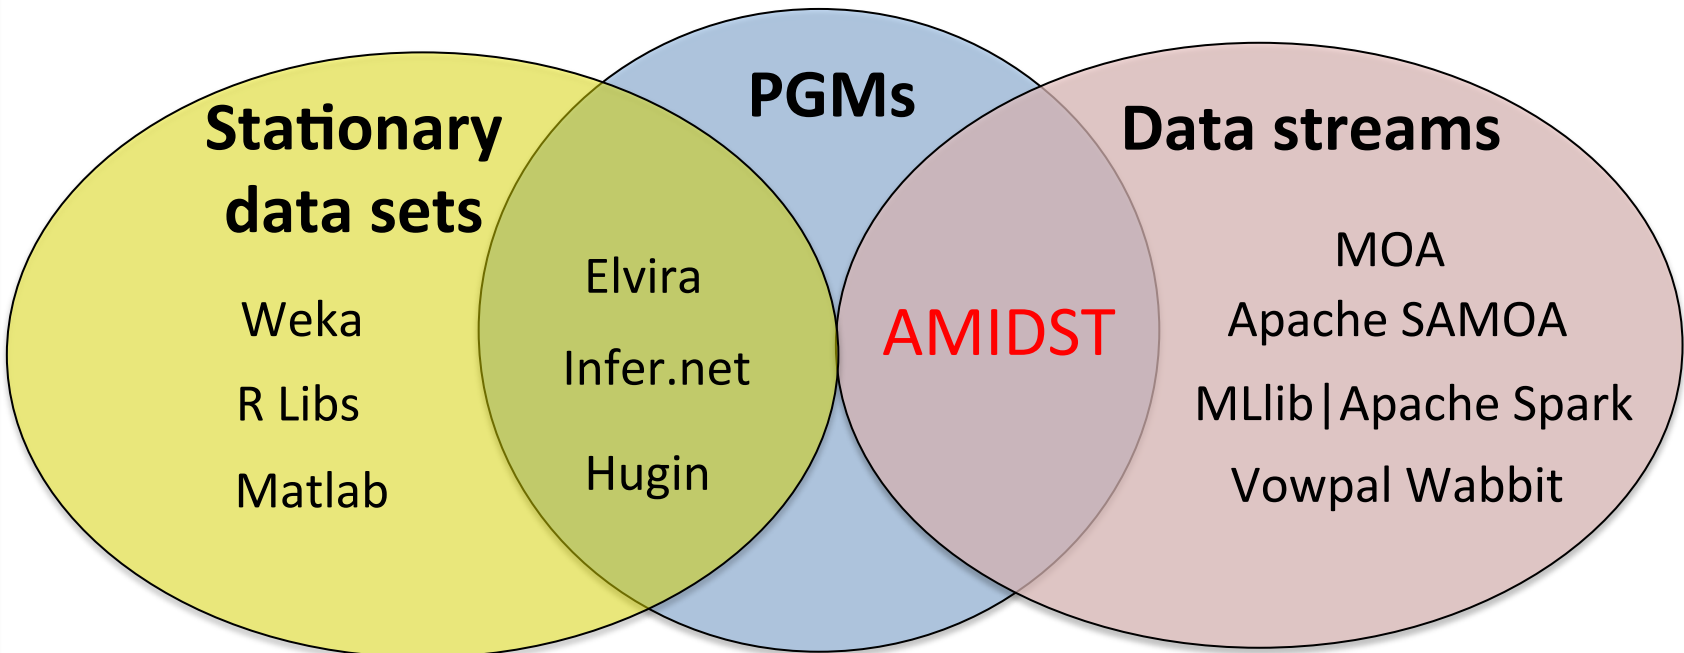 Stationary
data sets
Weka
R Libs
Matlab
PGMs
Elvira
Infer.net
Hugin
AMIDST
Data streams
MOA
Apache SAMOA
MLlib|Apache Spark
Vowpal Wabbit